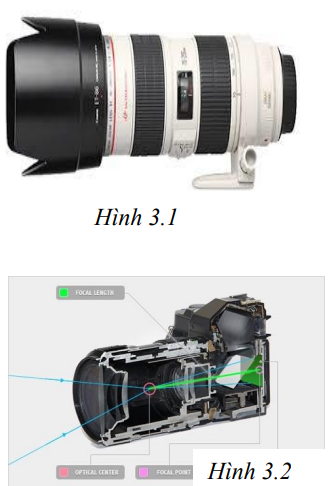 Hình 3.1
FOCAL LENGTH
OPTICAL CENTER
FOCAL POINT
Hình 3.2